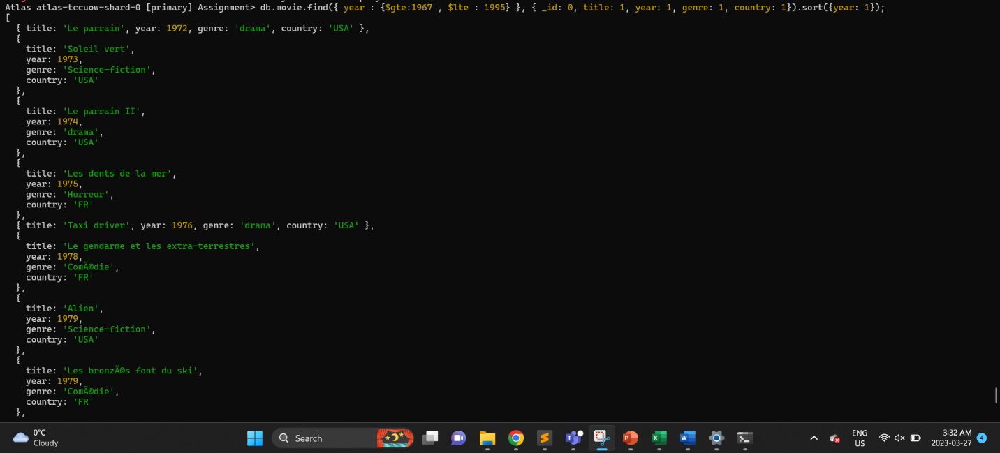 Atlas atlas-tccuow-shard-0 [primary] Assignment> db.movie.find({ year : {$gte:1967 , $lte : 1995} }, { _id: 0, title: 1, year: 1, genre: 1, country: 1}).sort({year: 1});
[
  { title: 'Le parrain', year: 1972, genre: 'drama', country: 'USA' },
  {
    title: 'Soleil vert',
    year: 1973,
    genre: 'Science-fiction',
    country: 'USA'
  },
  {
    title: 'Le parrain II',
    year: 1974,
    genre: 'drama',
    country: 'USA'
  },
  {
    title: 'Les dents de la mer',
    year: 1975,
    genre: 'Horreur',
    country: 'FR'
  },
  { title: 'Taxi driver', year: 1976, genre: 'drama', country: 'USA' },
  {
    title: 'Le gendarme et les extra-terrestres',
    year: 1978,
    genre: 'ComÃ©die',
    country: 'FR'
  },
  {
    title: 'Alien',
    year: 1979,
    genre: 'Science-fiction',
    country: 'USA'
  },
  {
    title: 'Les bronzÃ©s font du ski',
    year: 1979,
    genre: 'ComÃ©die',
    country: 'FR'
  },
0°C
Cloudy
Search
ENG
US
3:32 AM
2023-03-27
4